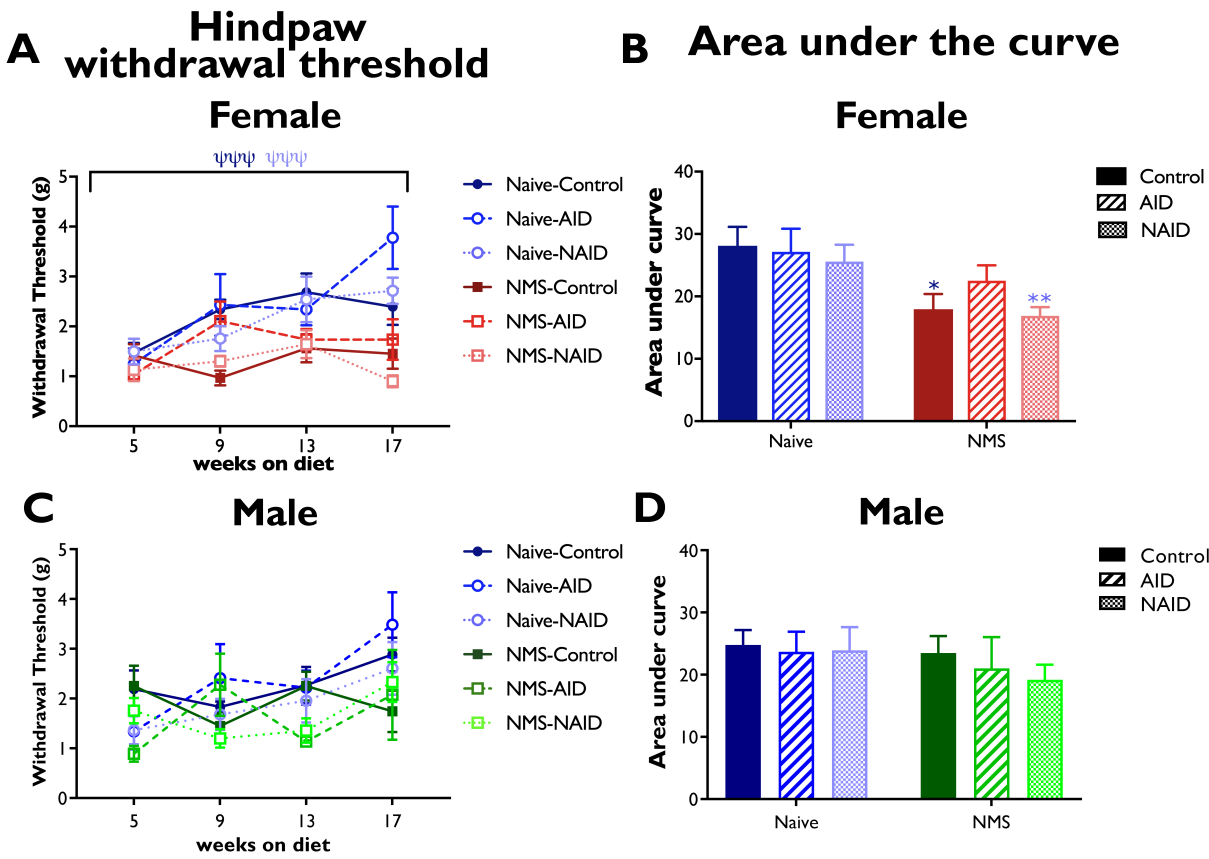 A
Hindpaw
withdrawal threshold
Female
ψψψ ψψψ
Withdrawal Threshold (g)
5
4
3
2
1
0
5 9 13 17
weeks on diet
Naive-Control
Naive-AID
Naive-NAID
NMS-Control
NMS-AID
NMS-NAID
B
Area under the curve
Female
Area under curve
40
30
20
10
0
* **
Naive NMS
Control
AID
NAID
C
Male
Withdrawal Threshold (g)
5
4
3
2
1
0
5 9 13 17
weeks on diet
Naive-Control
Naive-AID
Naive-NAID
NMS-Control
NMS-AID
NMS-NAID
D
Male
Area under curve
40
30
20
10
0
Naive NMS
Control
AID
NAID